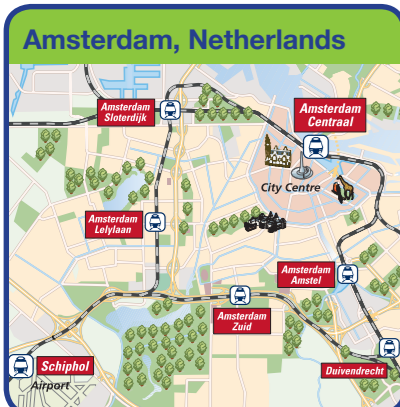 Amsterdam, Netherlands
Amsterdam
Sloterdijk
Amsterdam
Centraal
City Centre
Amsterdam
Lelylaan
Amsterdam
Amstel
Amsterdam
Zuid
Schiphol
Airport
Duivendrecht